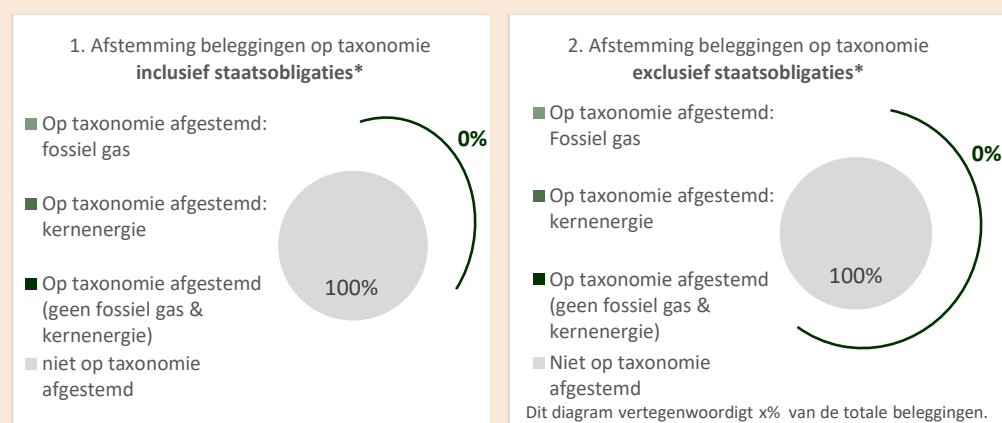 1. Afstemming beleggingen op taxonomie
inclusief staatsobligaties*
Op taxonomie afgestemd:
fossiel gas
Op taxonomie afgestemd:
kernenergie
Op taxonomie afgestemd
(geen fossiel gas &
kernenergie)
niet op taxonomie
afgestemd
0%
100%
2. Afstemming beleggingen op taxonomie
exclusief staatsobligaties*
Op taxonomie afgestemd:
Fossiel gas
Op taxonomie afgestemd:
kernenergie
Op taxonomie afgestemd
(geen fossiel gas &
kernenergie)
Niet op taxonomie
afgestemd
0%
100%
Dit diagram vertegenwoordigt x% van de totale beleggingen.